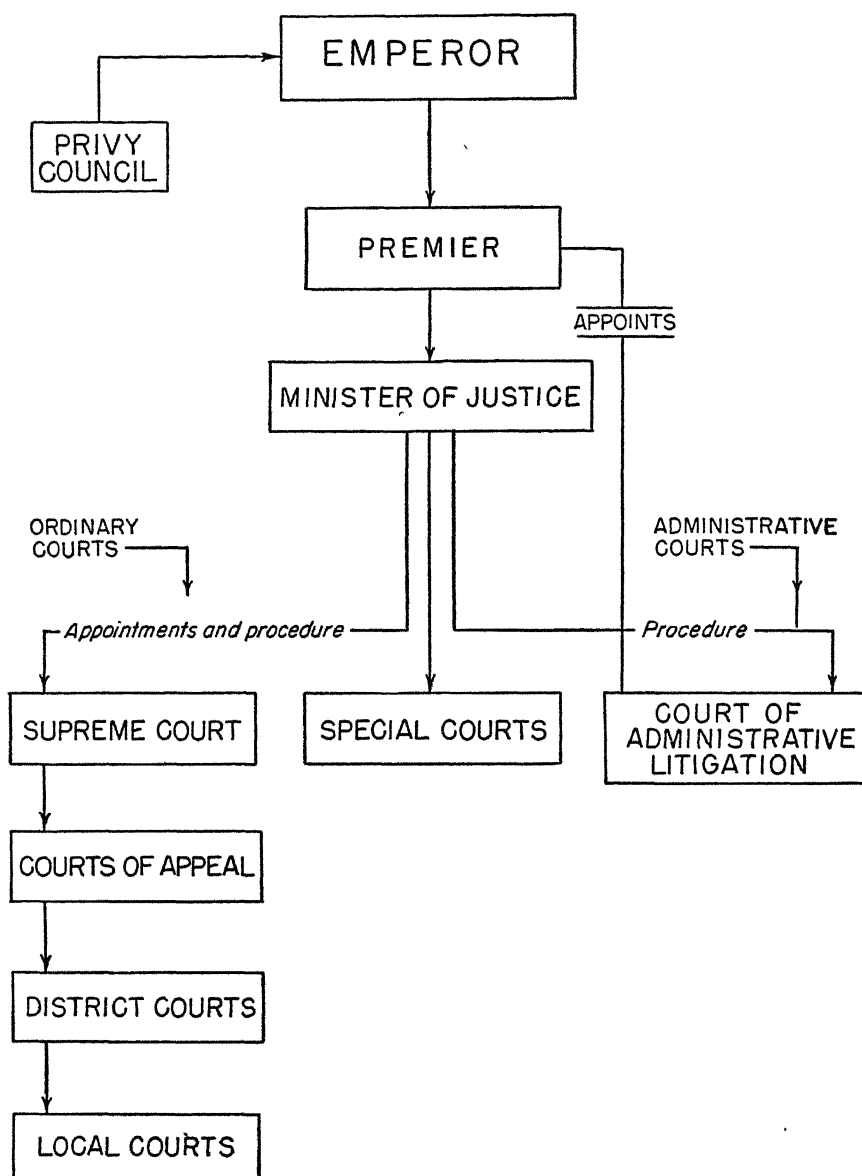 EMPEROR
PRIVY
COUNCIL
PREMIER
APPOINTS
MINISTER OF JUSTICE
ORDINARY
COURTS
ADMINISTRATIVE
COURTS
Appointments and procedure
Procedure
SUPREME COURT
SPECIAL COURTS
COURT OF
ADMINISTRATIVE
LITIGATION
COURTS OF APPEAL
DISTRICT COURTS
LOCAL COURTS